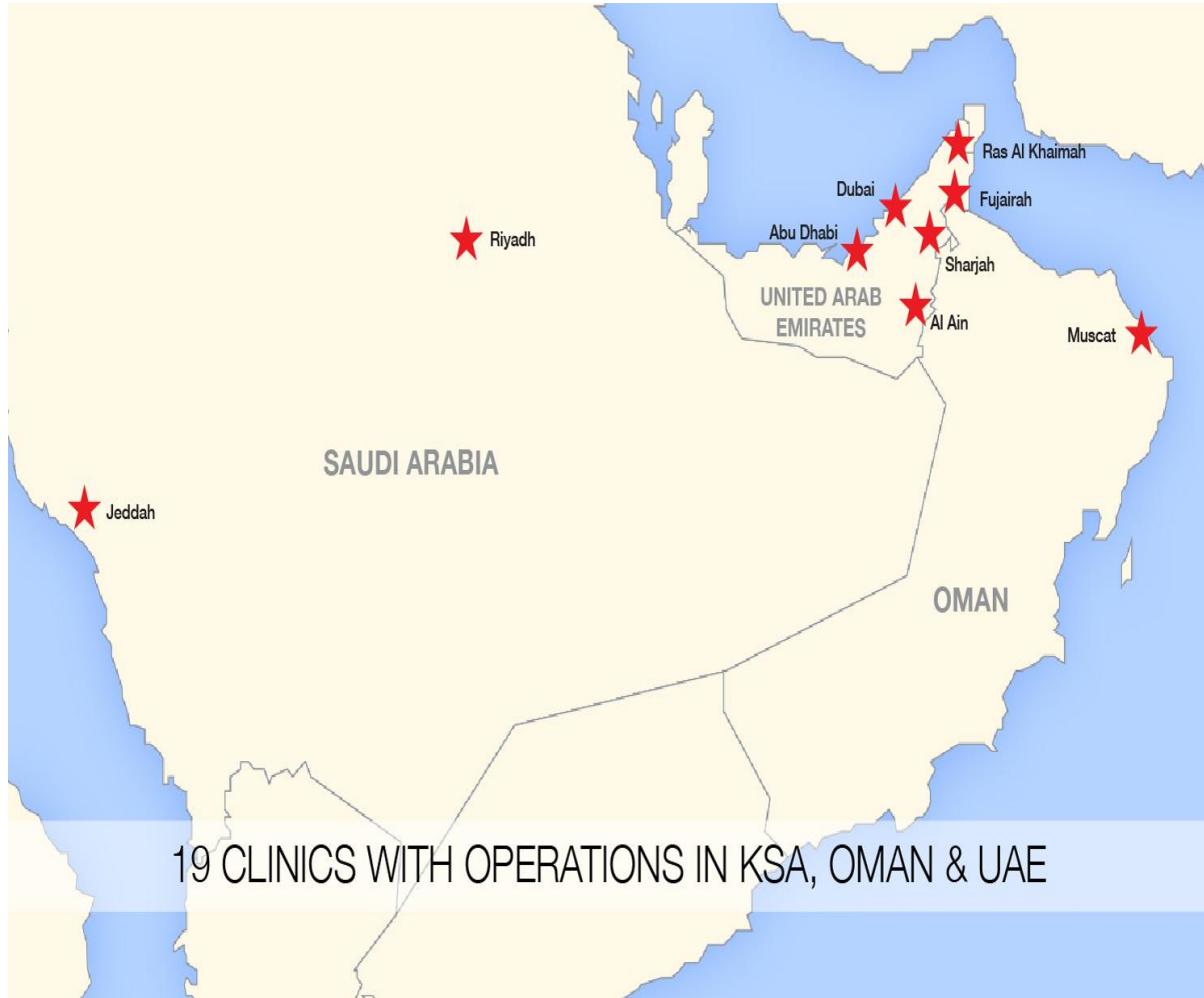 Ras Al Khaimah
Dubai
Fujairah
Abu Dhabi
Riyadh
Sharjah
UNITED ARAB
EMIRATES
Al Ain
Muscat
SAUDI ARABIA
Jeddah
OMAN
19 CLINICS WITH OPERATIONS IN KSA, OMAN & UAE